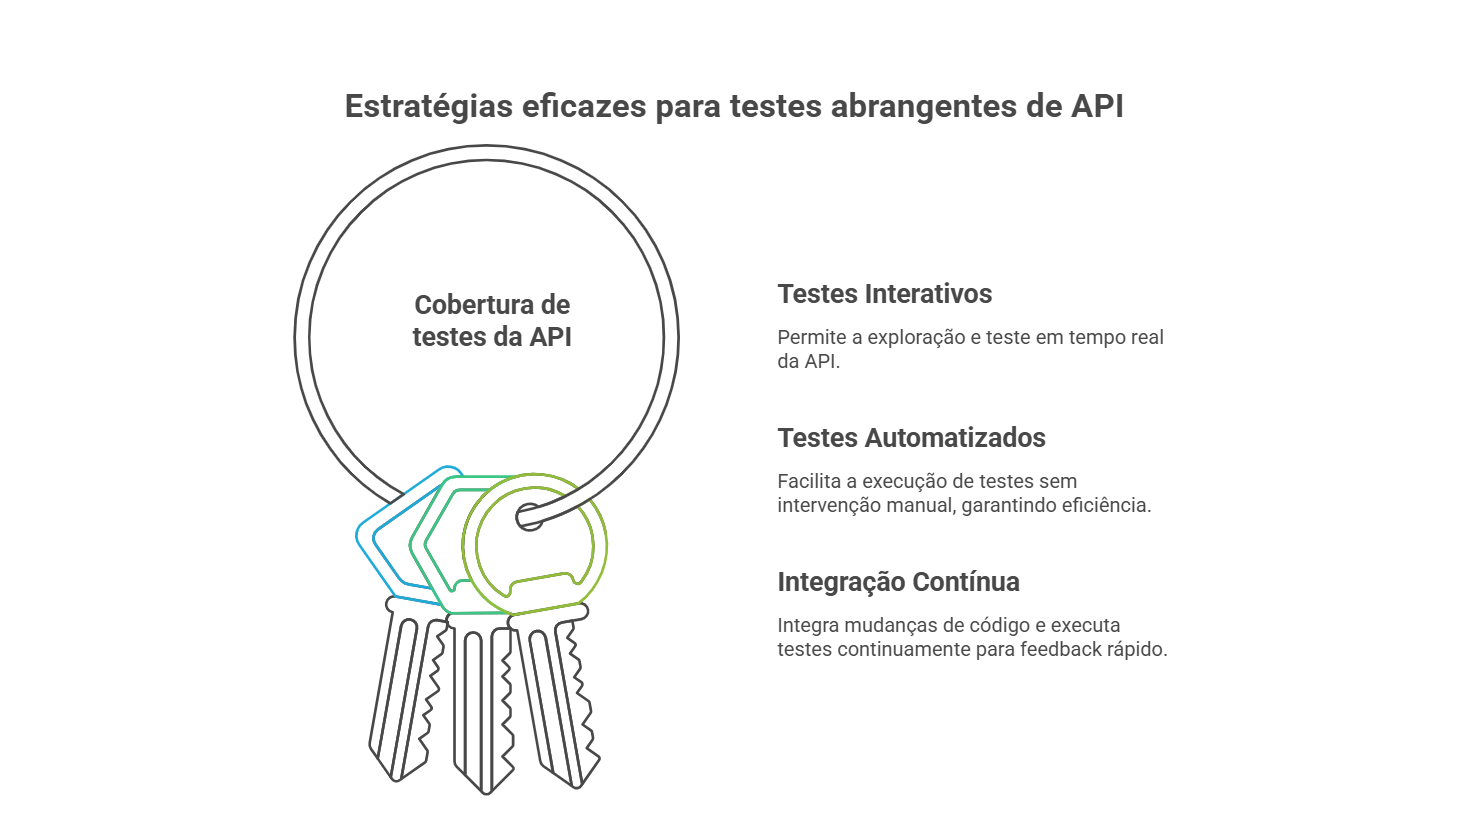 Estratégias eficazes para testes abrangentes de API
Cobertura de
testes da API
Testes Interativos
Permite a exploração e teste em tempo real
da API.
Testes Automatizados
Facilita a execução de testes sem
intervenção manual, garantindo eficiência.
Integração Contínua
Integra mudanças de código e executa
testes continuamente para feedback rápido.